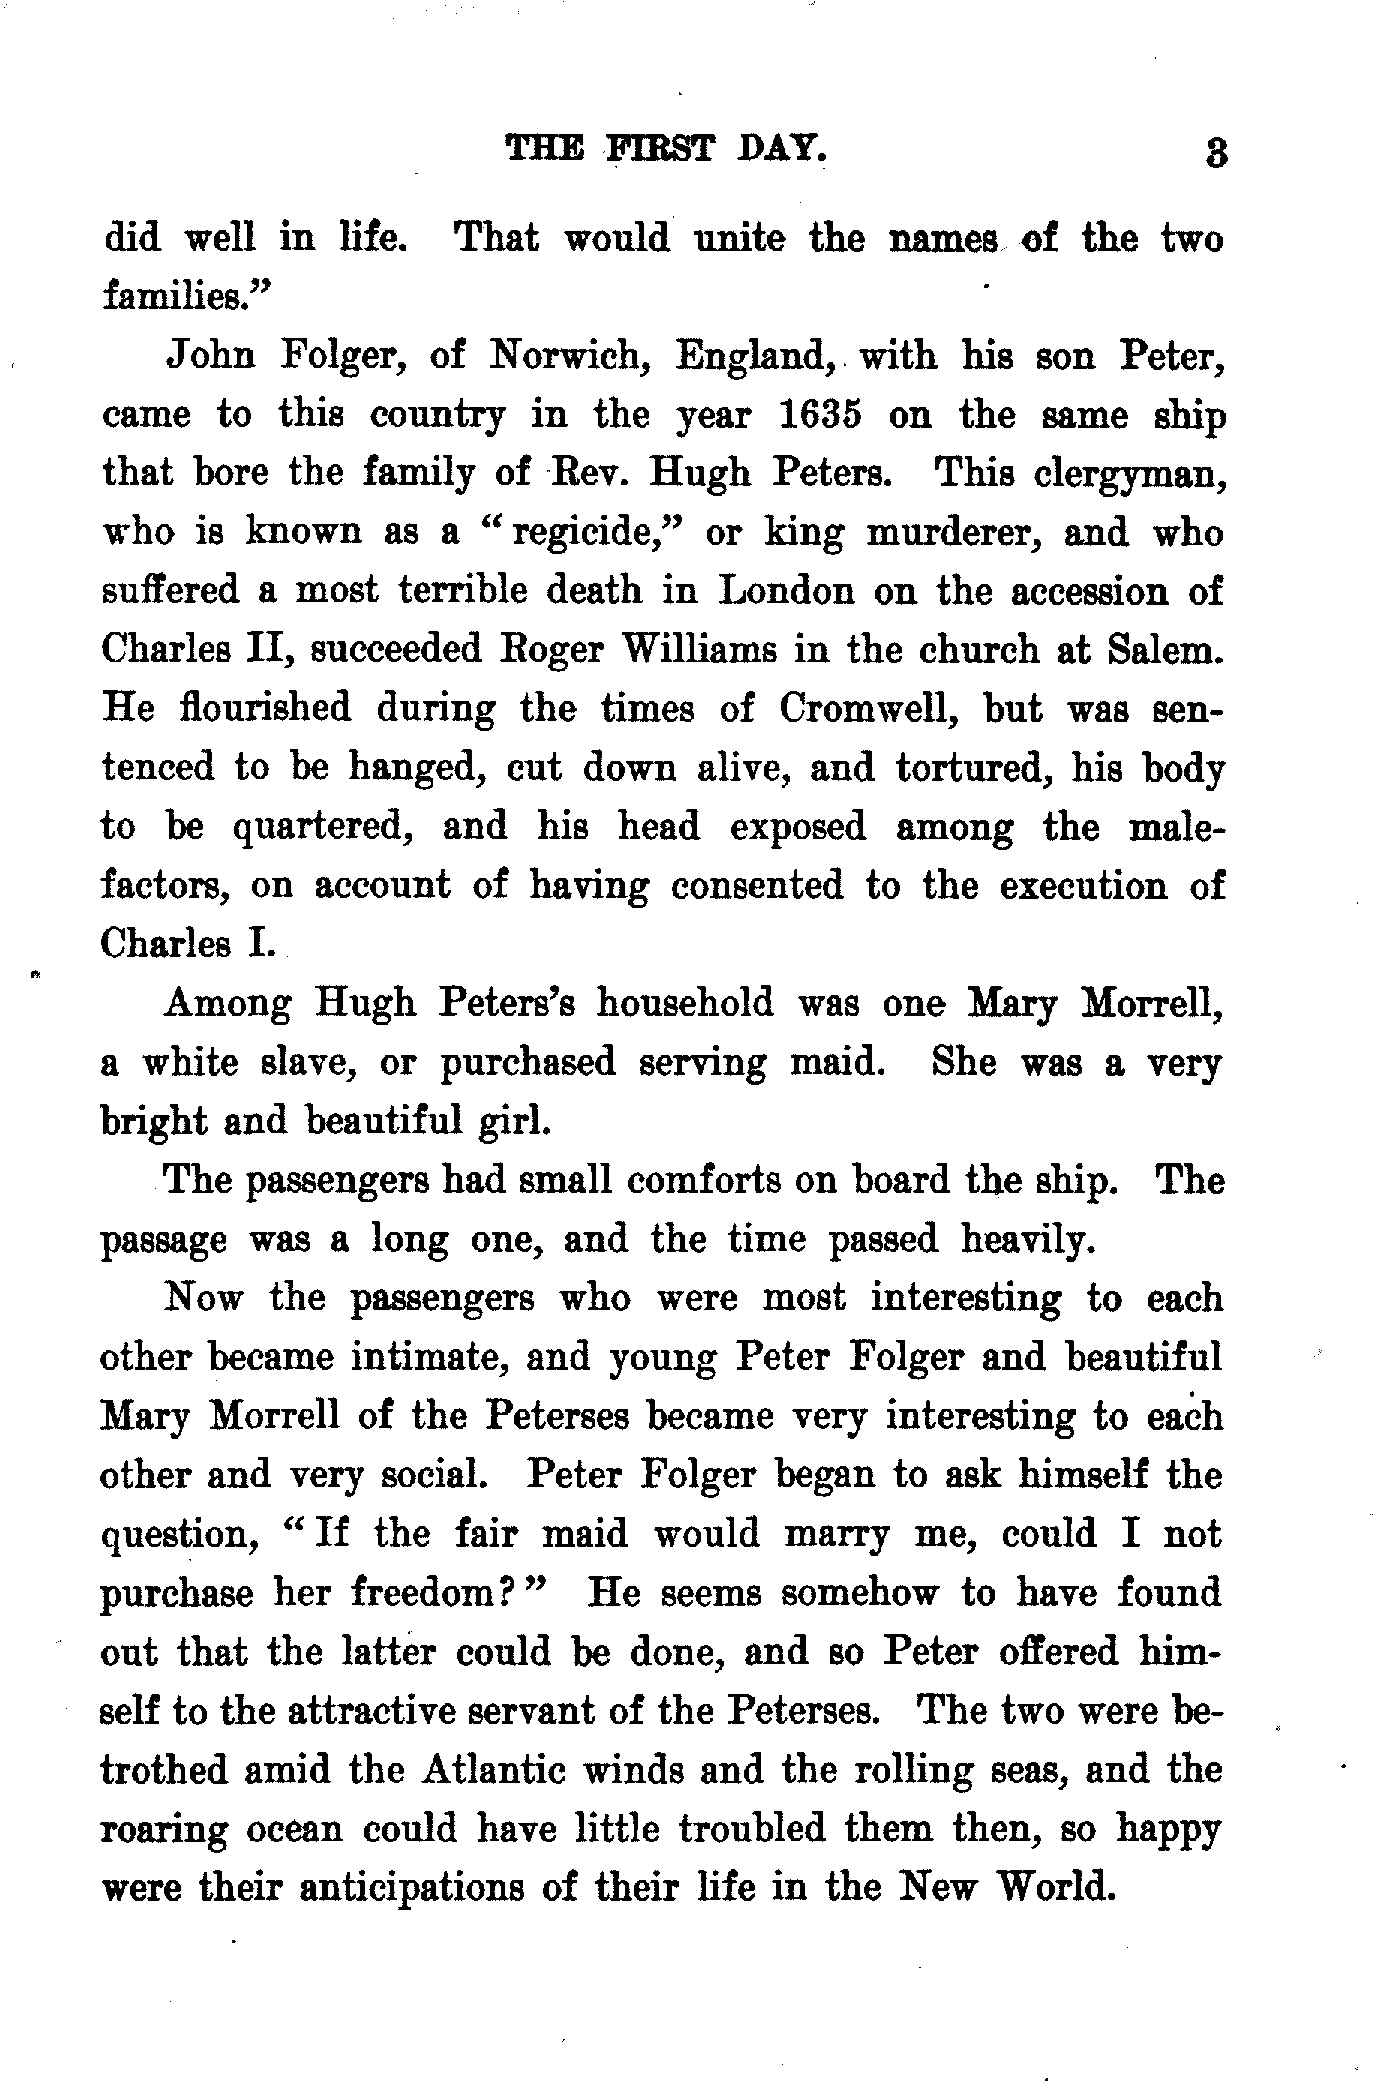 THE FIRST DAY. 3
did well in life. That would unite the names of the two
families.”
John Folger, of Norwich, England, with his son Peter,
came to this country in the year 1635 on the same ship
that bore the family of Rev. Hugh Peters. This clergyman,
who is known as a “ regicide,” or king murderer, and who
suffered a most terrible death in London on the accession of
Charles II, succeeded Roger Williams in the church at Salem.
He flourished during the times of Cromwell, but was sen-
tenced to be hanged, cut down alive, and tortured, his body
to be quartered, and his head exposed among the male-
factors, on account of having consented to the execution of
Charles I.
Among Hugh Peters’s household was one Mary Morrell,
a white slave, or purchased serving maid. She was a very
bright and beautiful girl.
The passengers had small comforts on board the ship. The
passage was a long one, and the time passed heavily.
Now the passengers who were most interesting to each
other became intimate, and young Peter Folger and beautiful
Mary Morrell of the Peterses became very interesting to each
other and very social. Peter Folger began to ask himself the
question, “ If the fair maid would marry me, could I not
purchase her freedom? ” He seems somehow to have found
out that the latter could be done, and so Peter offered him-
self to the attractive servant of the Peterses. The two were be-
trothed amid the Atlantic winds and the rolling seas, and the
roaring ocean could have little troubled them then, so happy
were their anticipations of their life in the New World.